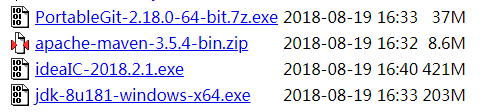 PortableGit-2.18.0-64-bit.7z.exe 2018-08-19 16:33 37M
apache-maven-3.5.4-bin.zip 2018-08-19 16:32 8.6M
ideaIC-2018.2.1.exe 2018-08-19 16:40 421M
jdk-8u181-windows-x64.exe 2018-08-19 16:33 203M